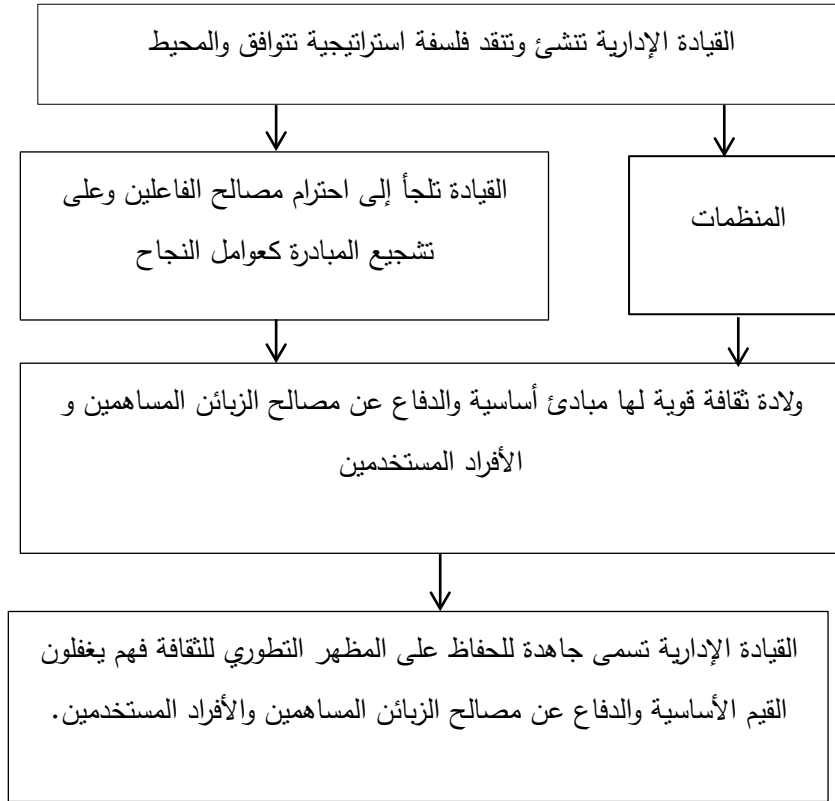 القيادة الإدارية تنشئ وتنقد فلسفة استراتيجية تتوافق والمحيط
المنظمات
القيادة تلجأ إلى احترام مصالح الفاعلين وعلى
تشجيع المبادرة كعوامل النجاح
ولادة ثقافة قوية لها مبادئ أساسية والدفاع عن مصالح الزبائن المساهمين و
الأفراد المستخدمين
القيادة الإدارية تسمى جاهدة للحفاظ على المظهر التطوري للثقافة فهم يغفلون
القيم الأساسية والدفاع عن مصالح الزبائن المساهمين والأفراد المستخدمين.